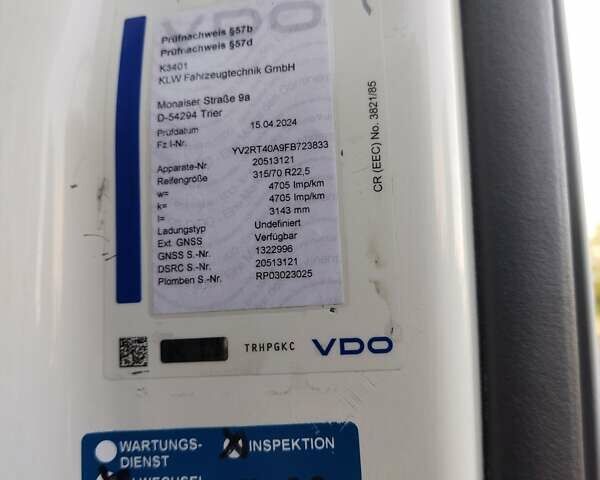 VDO
Prüfnachweis §57b
Prüfnachweis §57d
K3401
KLW Fahrzeugtechnik GmbH
Monaiser Straße 9a
D-54294 Trier
Prüfdatum 15.04.2024
Fz.I-Nr. YV2RT40A9FB723833
Apparate-Nr. 20513121
Reifengröße 315/70 R22,5
w= 4705 Imp/km
k= 4705 Imp/km
l= 3143 mm
Ladungstyp Undefiniert
Ext. GNSS Verfügbar
GNSS S.-Nr. 1322996
DSRC S.-Nr. 20513121
Plomben S.-Nr. RP03023025
CR (EEC) No. 3821/85
TRHPGKC VDO
WARTUNGS-
DIENST
INSPEKTION